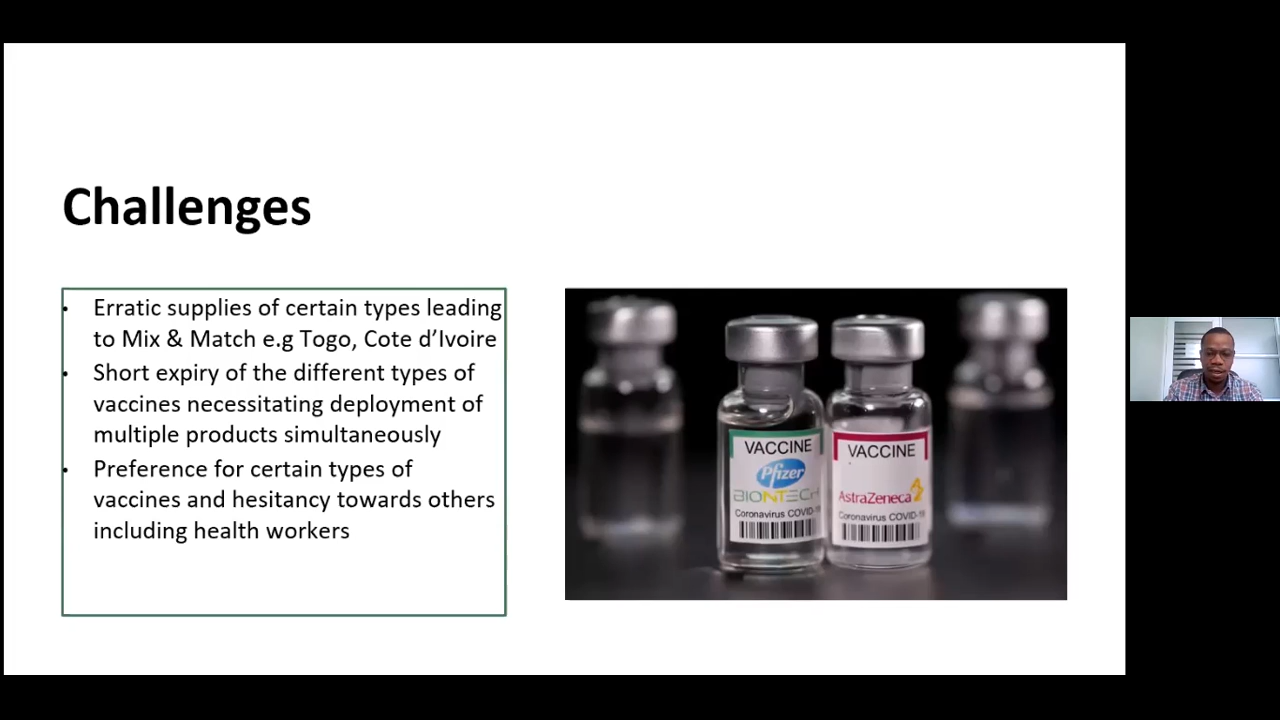 Challenges
• Erratic supplies of certain types leading
to Mix & Match e.g Togo, Cote d’Ivoire
• Short expiry of the different types of
vaccines necessitating deployment of
multiple products simultaneously
• Preference for certain types of
vaccines and hesitancy towards others
including health workers
VACCINE
Pfizer
BIONTECH
Coronavirus COVID-19
VACCINE
AstraZeneca
Coronavirus COVID-19